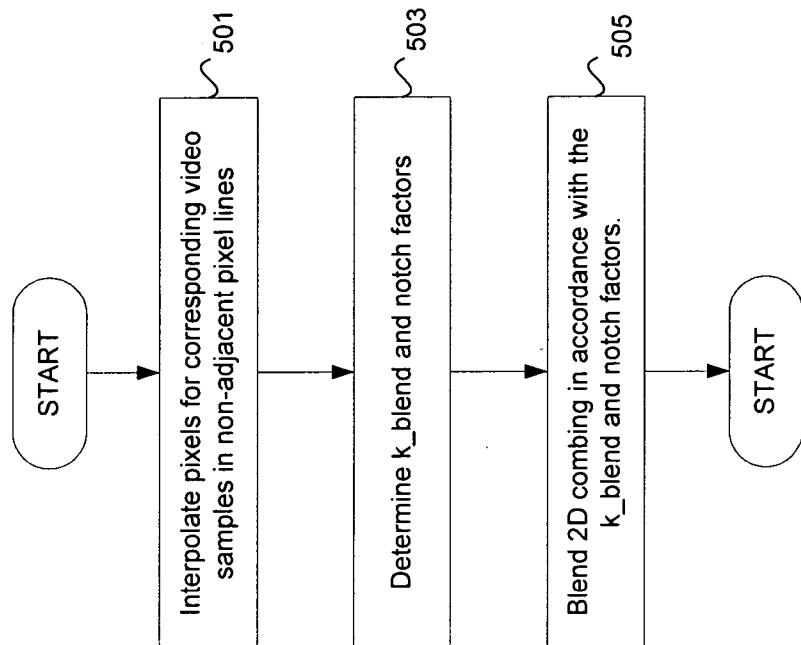 START
501
Interpolate pixels for corresponding video
samples in non-adjacent pixel lines
503
Determine k_blend and notch factors
505
Blend 2D combing in accordance with the
k_blend and notch factors.
START